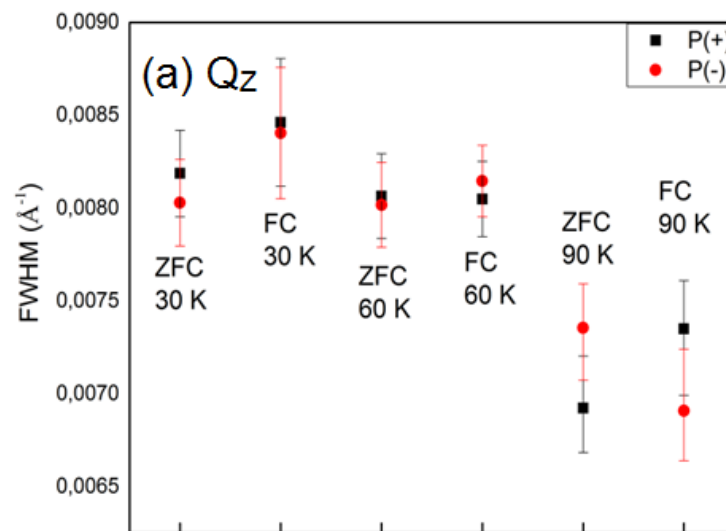 0,0090
0,0085
0,0080
0,0075
0,0070
0,0065
FWHM (Å⁻¹)
(a) Qz
P(+)
P(-)
ZFC
30 K
FC
30 K
ZFC
60 K
FC
60 K
ZFC
90 K
FC
90 K